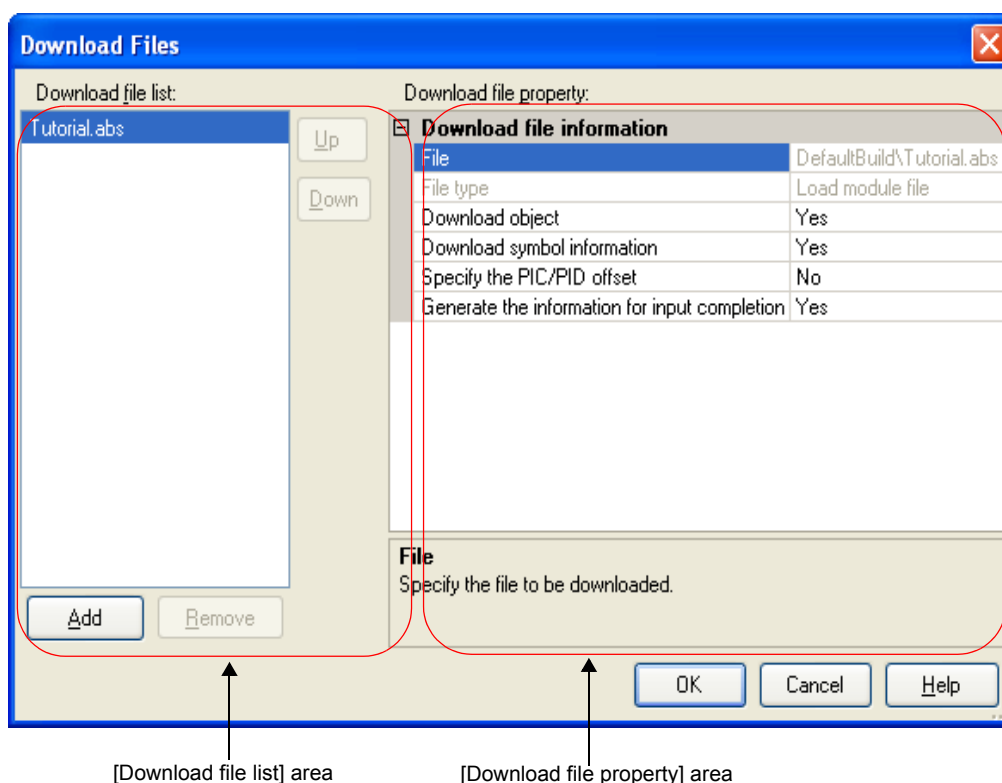 Download Files
Download file list:
Tutorial.abs
Up
Down
Add
Remove
Download file property:
Download file information
File DefaultBuild\Tutorial.abs
File type Load module file
Download object Yes
Download symbol information Yes
Specify the PIC/PID offset No
Generate the information for input completion Yes
File
Specify the file to be downloaded.
OK
Cancel
Help
[Download file list] area
[Download file property] area